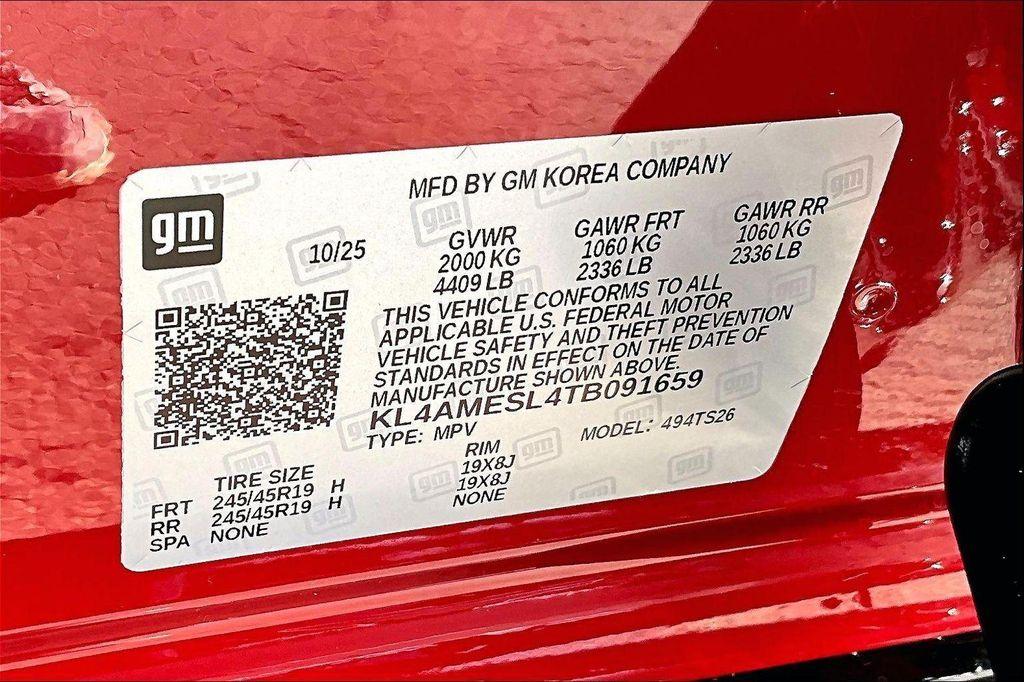 MFD BY GM KOREA COMPANY
gm
10/25
GVWR
2000 KG
4409 LB
GAWR FRT
1060 KG
2336 LB
GAWR RR
1060 KG
2336 LB
THIS VEHICLE CONFORMS TO ALL
APPLICABLE U.S. FEDERAL MOTOR
VEHICLE SAFETY AND THEFT PREVENTION
STANDARDS IN EFFECT ON THE DATE OF
MANUFACTURE SHOWN ABOVE.
KL4AMESL4TB091659
TYPE: MPV MODEL: 494TS26
TIRE SIZE RIM
FRT 245/45R19 H 19X8J
RR 245/45R19 H 19X8J
SPA NONE NONE